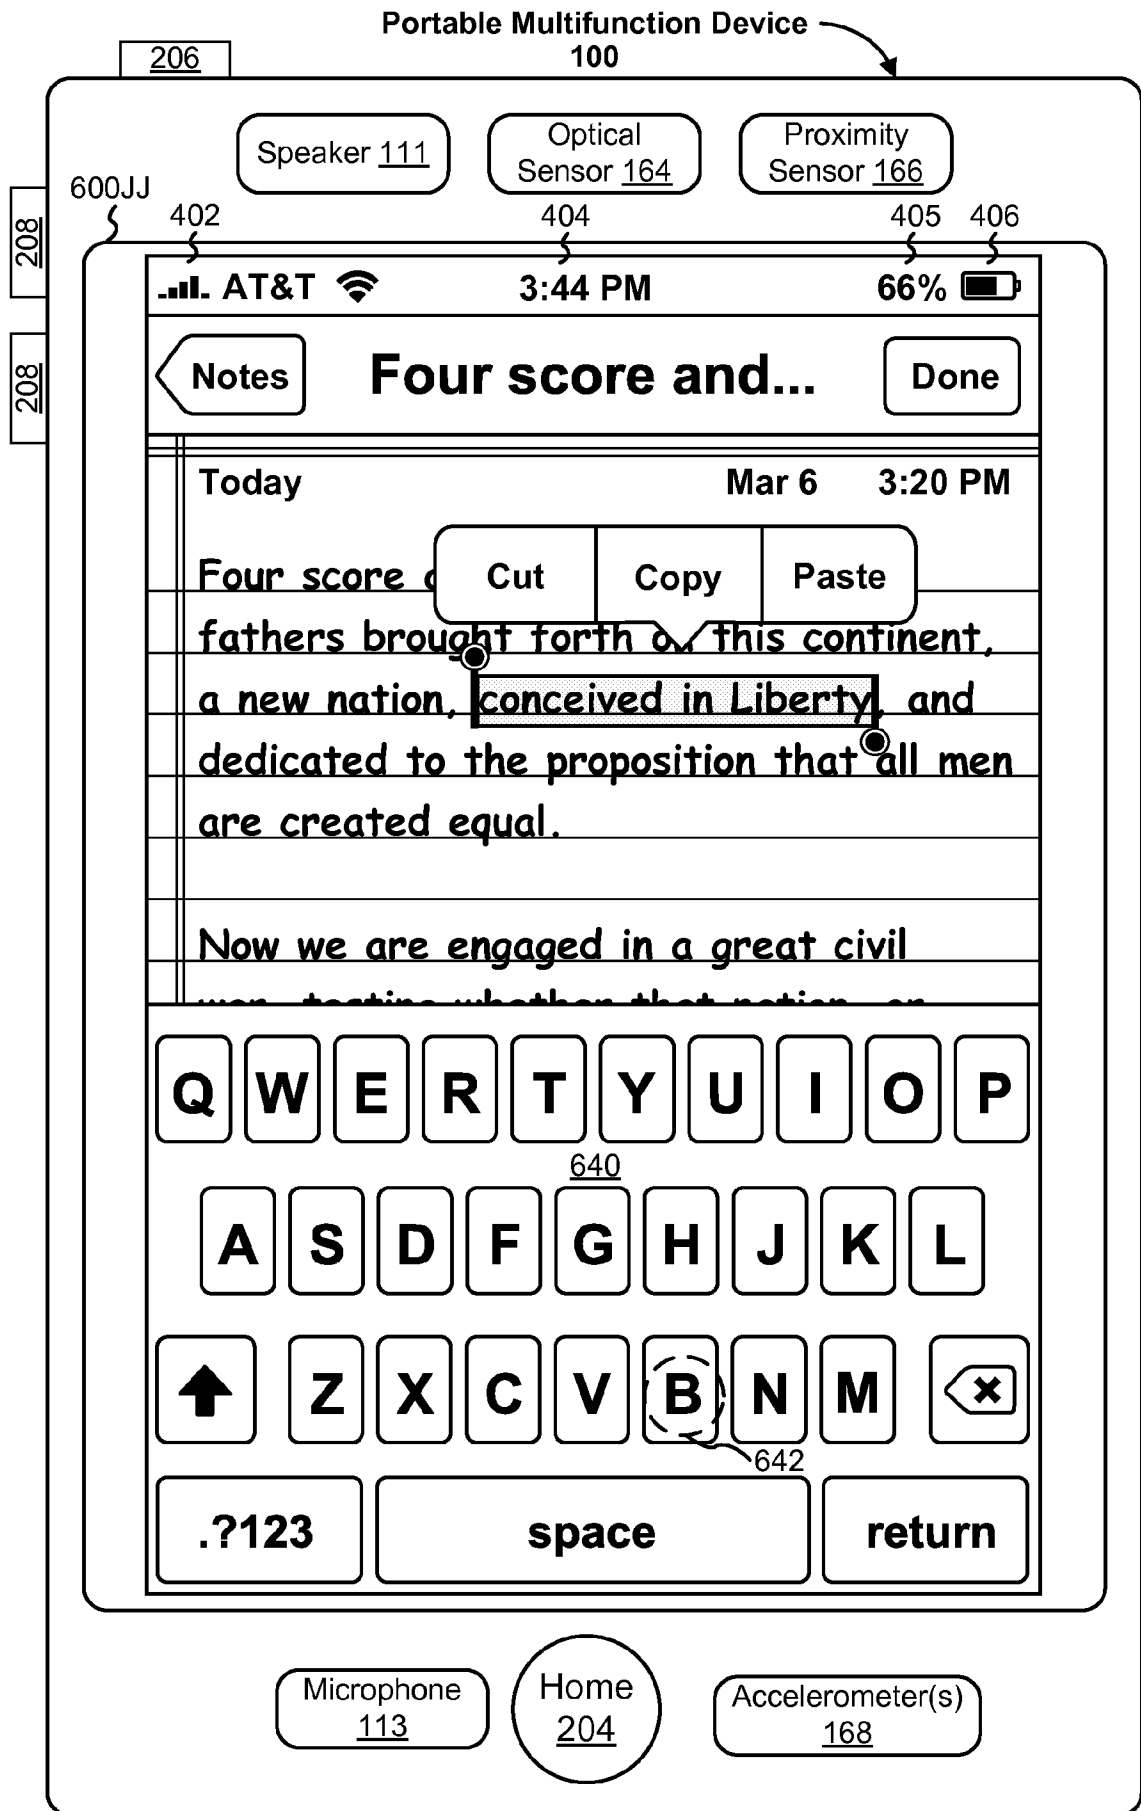 Portable Multifunction Device
100
206
Speaker 111
Optical
Sensor 164
Proximity
Sensor 166
600JJ
402
404
405
406
208
208
AT&T 3:44 PM 66%
Notes Four score and... Done
Today Mar 6 3:20 PM
Cut Copy Paste
Four score
fathers brought forth this continent,
a new nation, conceived in Liberty, and
dedicated to the proposition that all men
are created equal.
Now we are engaged in a great civil
Q W E R T Y U I O P
640
A S D F G H J K L
Z X C V B N M
642
.?123 space return
Microphone
113
Home
204
Accelerometer(s)
168